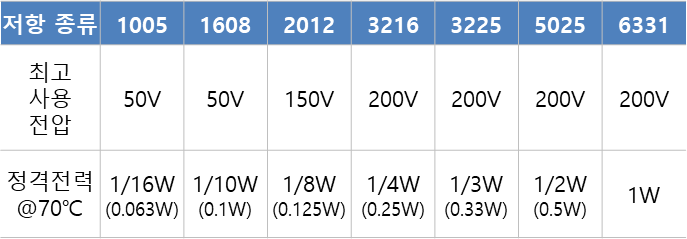 저항 종류 1005 1608 2012 3216 3225 5025 6331
최고
사용
전압
50V 50V 150V 200V 200V 200V 200V
정격전력
@70℃
1/16W 1/10W 1/8W 1/4W 1/3W 1/2W 1W
(0.063W) (0.1W) (0.125W) (0.25W) (0.33W) (0.5W)